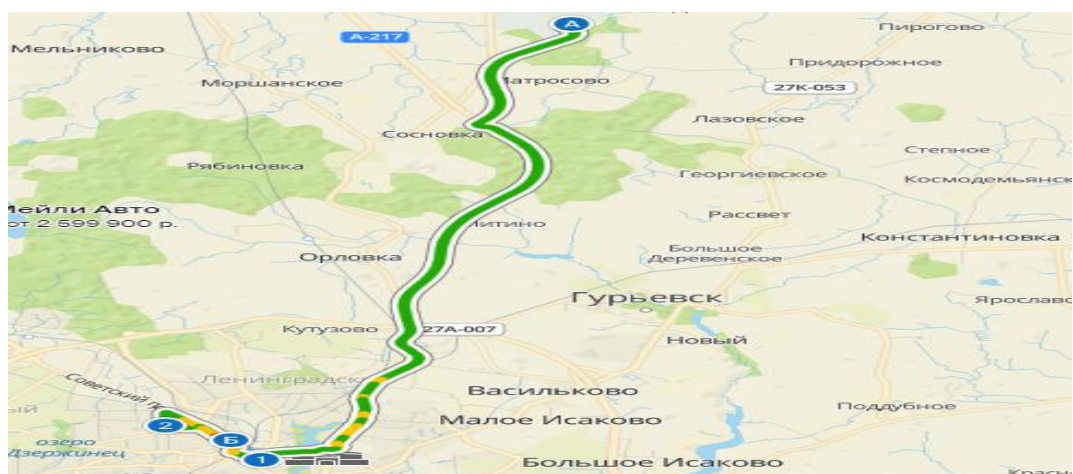 А
Пирогово
А-217
Мельниково
Придорожное
Моршанское
Матросово
27К-053
Лазовское
Сосновка
Степное
Рябиновка
Георгиевское
Космодемьянск
Мейли Авто
от 2 599 900 р.
Рассвет
Константиновка
Орловка
Большое
Деревенское
Гурьевск
Ярославс
Кутузово
27А-007
Новый
Ленинградск
Советский п
Васильково
Поддубное
Малое Исаково
2
Б
озеро
Дзержинец
1
Большое Исаково